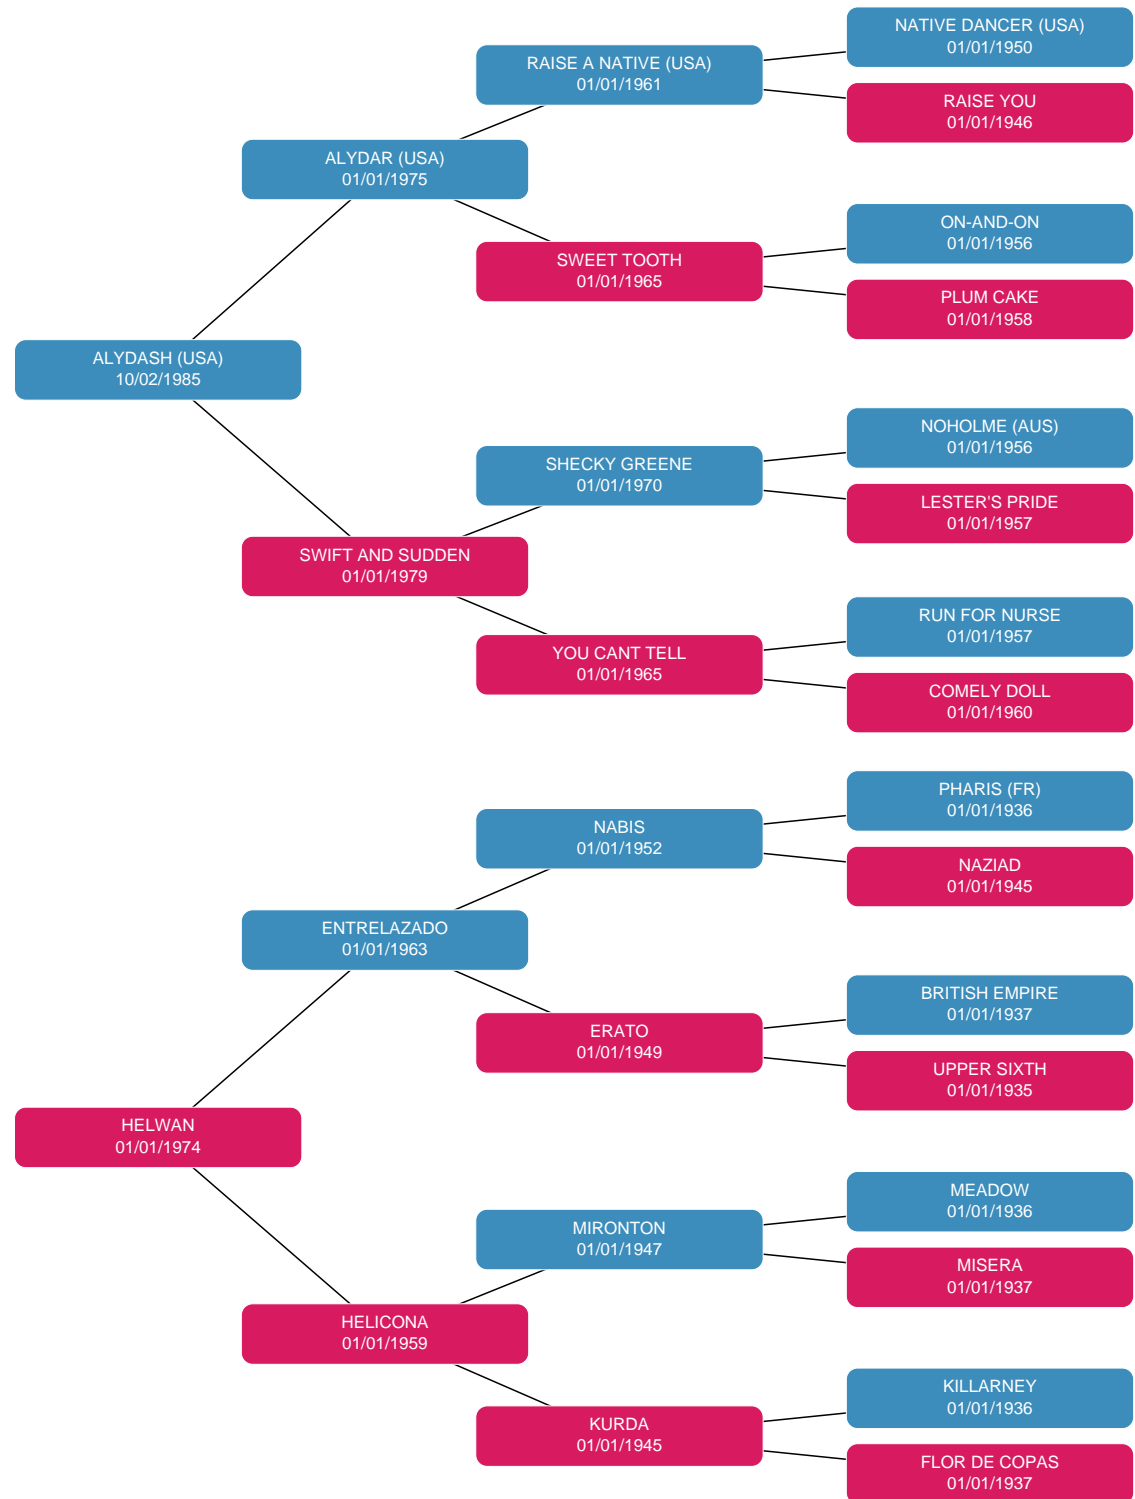 NATIVE DANCER (USA)
01/01/1950
RAISE A NATIVE (USA)
01/01/1961
RAISE YOU
01/01/1946
ALYDAR (USA)
01/01/1975
ON-AND-ON
01/01/1956
SWEET TOOTH
01/01/1965
PLUM CAKE
01/01/1958
ALYDASH (USA)
10/02/1985
NOHOLME (AUS)
01/01/1956
SHECKY GREENE
01/01/1970
LESTER'S PRIDE
01/01/1957
SWIFT AND SUDDEN
01/01/1979
RUN FOR NURSE
01/01/1957
YOU CANT TELL
01/01/1965
COMELY DOLL
01/01/1960
PHARIS (FR)
01/01/1936
NABIS
01/01/1952
NAZIAD
01/01/1945
ENTRELAZADO
01/01/1963
BRITISH EMPIRE
01/01/1937
ERATO
01/01/1949
UPPER SIXTH
01/01/1935
HELWAN
01/01/1974
MEADOW
01/01/1936
MIRONTON
01/01/1947
MISERA
01/01/1937
HELICONA
01/01/1959
KILLARNEY
01/01/1936
KURDA
01/01/1945
FLOR DE COPAS
01/01/1937